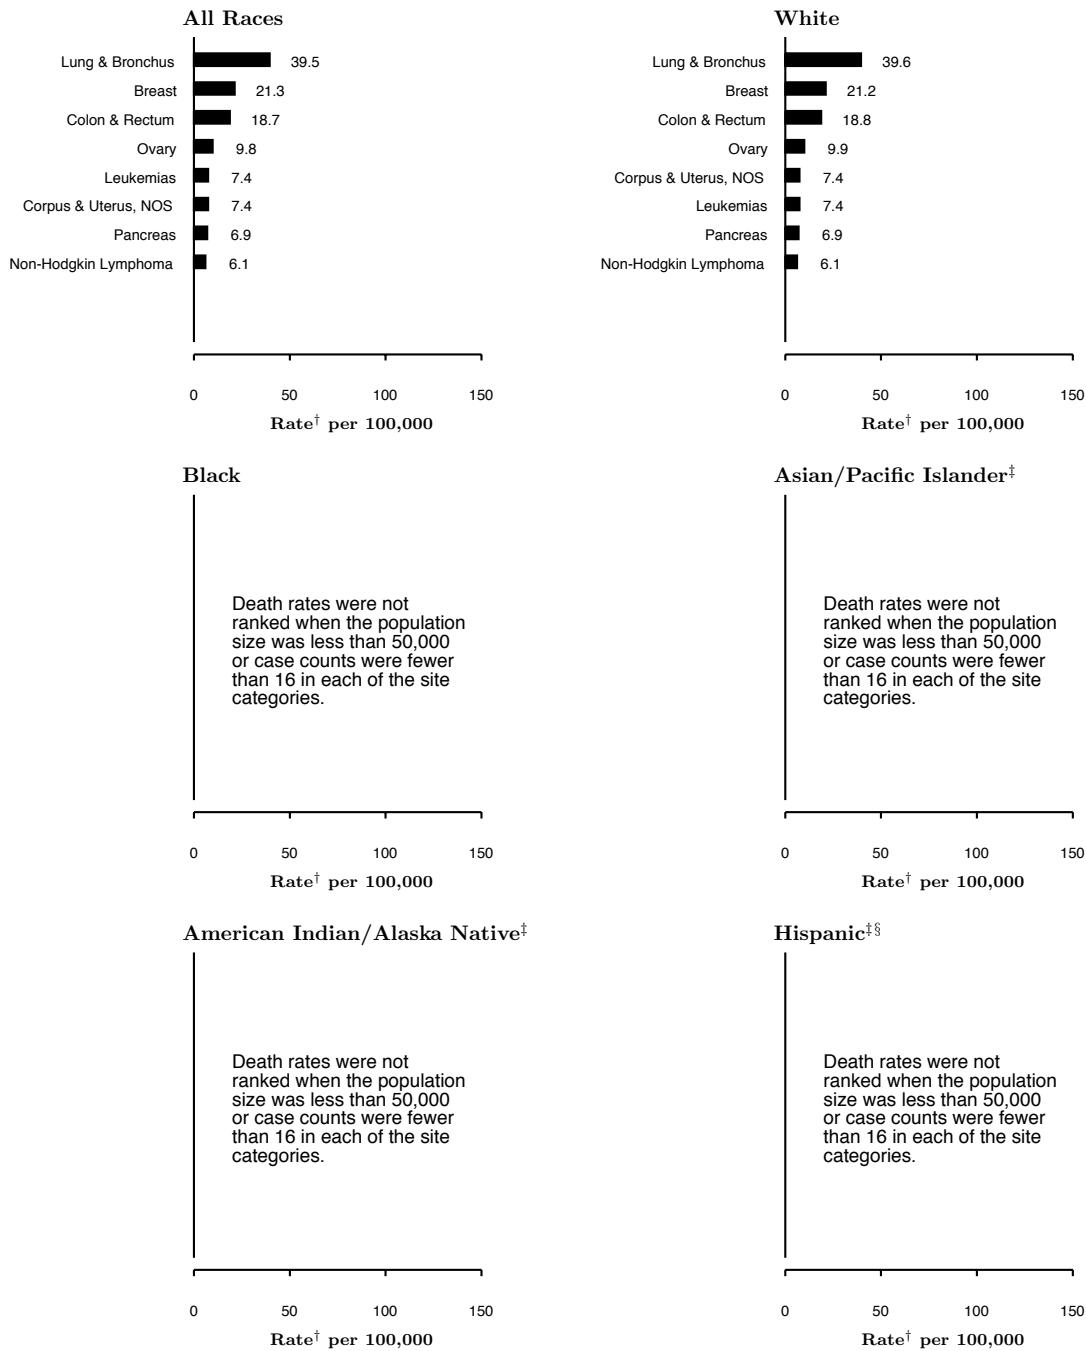 All Races
Lung & Bronchus 39.5
Breast 21.3
Colon & Rectum 18.7
Ovary 9.8
Leukemias 7.4
Corpus & Uterus, NOS 7.4
Pancreas 6.9
Non-Hodgkin Lymphoma 6.1
0 50 100 150
Rate† per 100,000
White
Lung & Bronchus 39.6
Breast 21.2
Colon & Rectum 18.8
Ovary 9.9
Corpus & Uterus, NOS 7.4
Leukemias 7.4
Pancreas 6.9
Non-Hodgkin Lymphoma 6.1
0 50 100 150
Rate† per 100,000
Black
Death rates were not
ranked when the population
size was less than 50,000
or case counts were fewer
than 16 in each of the site
categories.
0 50 100 150
Rate† per 100,000
Asian/Pacific Islander‡
Death rates were not
ranked when the population
size was less than 50,000
or case counts were fewer
than 16 in each of the site
categories.
0 50 100 150
Rate† per 100,000
American Indian/Alaska Native‡
Death rates were not
ranked when the population
size was less than 50,000
or case counts were fewer
than 16 in each of the site
categories.
0 50 100 150
Rate† per 100,000
Hispanic‡§
Death rates were not
ranked when the population
size was less than 50,000
or case counts were fewer
than 16 in each of the site
categories.
0 50 100 150
Rate† per 100,000